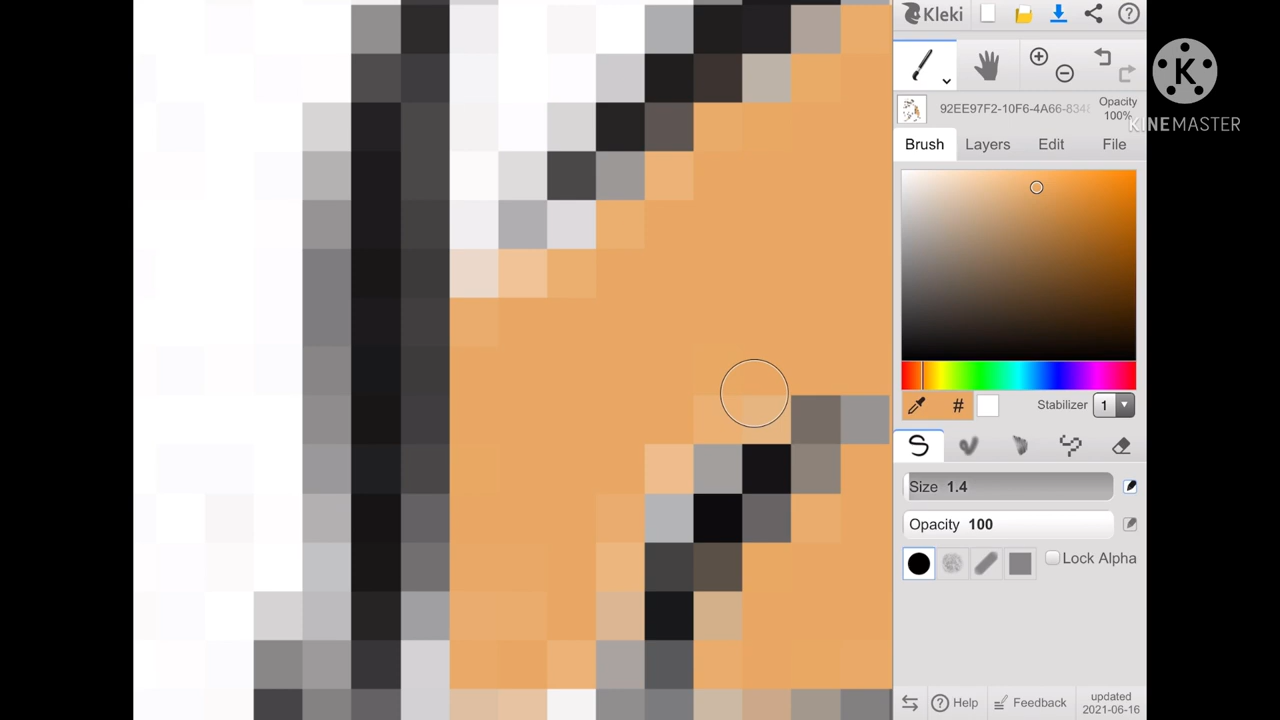 Kleki
92EE97F2-10F6-4A66-8348
Opacity
100%
K
KINEMASTER
Brush
Layers
Edit
File
#
Stabilizer
1
Size 1.4
Opacity 100
Lock Alpha
Help
Feedback
updated
2021-06-16